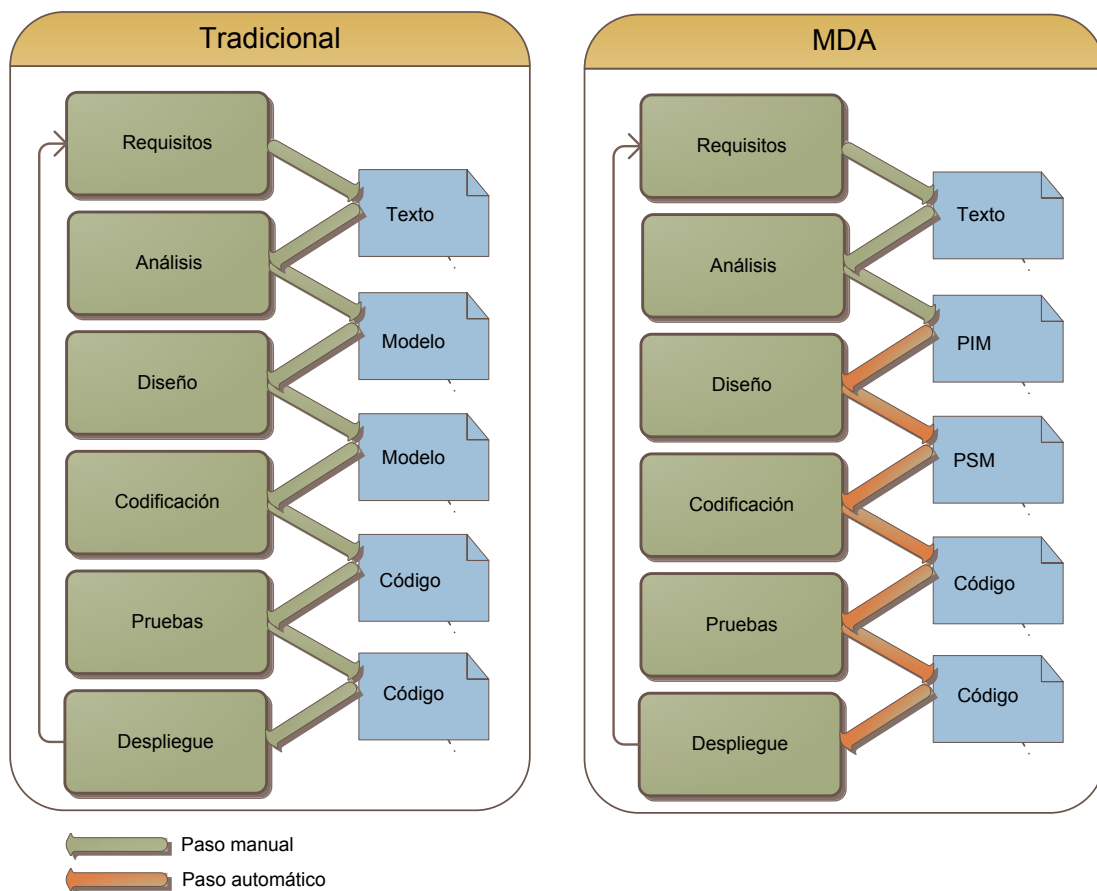 Tradicional
Requisitos
Texto
Análisis
Modelo
Diseño
Modelo
Codificación
Código
Pruebas
Código
Despliegue
MDA
Requisitos
Texto
Análisis
PIM
Diseño
PSM
Codificación
Código
Pruebas
Código
Despliegue
Paso manual
Paso automático